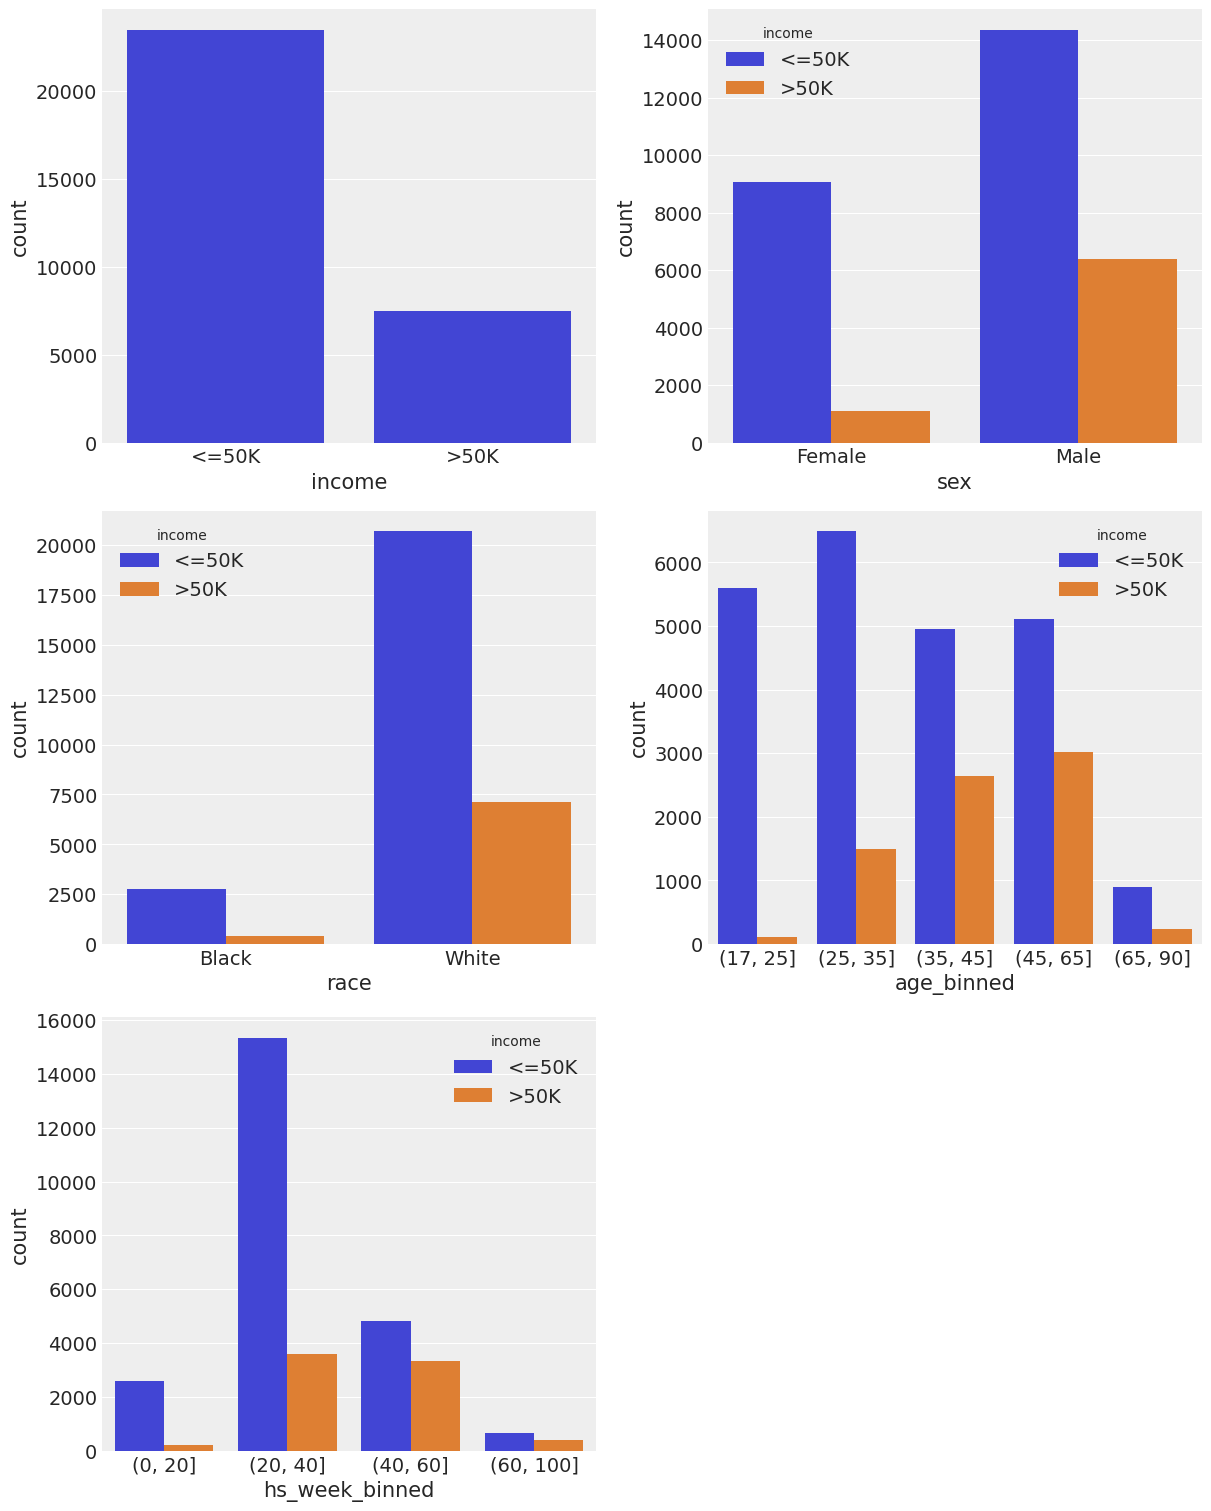 20000
15000
10000
5000
0
count
<=50K
>50K
income
14000
12000
10000
8000
6000
4000
2000
0
count
income
<=50K
>50K
Female
Male
sex
20000
17500
15000
12500
10000
7500
5000
2500
0
count
income
<=50K
>50K
Black
White
race
6000
5000
4000
3000
2000
1000
0
count
income
<=50K
>50K
(17, 25]
(25, 35]
(35, 45]
(45, 65]
(65, 90]
age_binned
16000
14000
12000
10000
8000
6000
4000
2000
0
count
income
<=50K
>50K
(0, 20]
(20, 40]
(40, 60]
(60, 100]
hs_week_binned